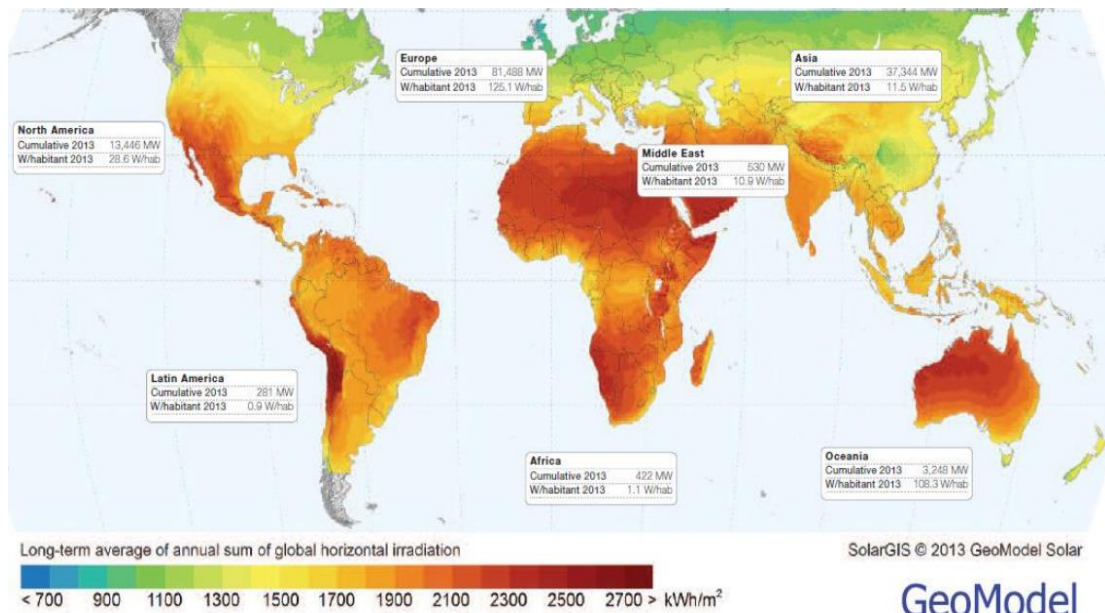 Europe
Cumulative 2013 81,488 MW
W/habitant 2013 125.1 W/hab
Asia
Cumulative 2013 37,344 MW
W/habitant 2013 11.5 W/hab
North America
Cumulative 2013 13,446 MW
W/habitant 2013 28.6 W/hab
Middle East
Cumulative 2013 530 MW
W/habitant 2013 10.9 W/hab
Latin America
Cumulative 2013 281 MW
W/habitant 2013 0.9 W/hab
Africa
Cumulative 2013 422 MW
W/habitant 2013 1.1 W/hab
Oceania
Cumulative 2013 3,248 MW
W/habitant 2013 108.3 W/hab
Long-term average of annual sum of global horizontal irradiation
SolarGIS © 2013 GeoModel Solar
< 700 900 1100 1300 1500 1700 1900 2100 2300 2500 2700 > kWh/m²
GeoModel